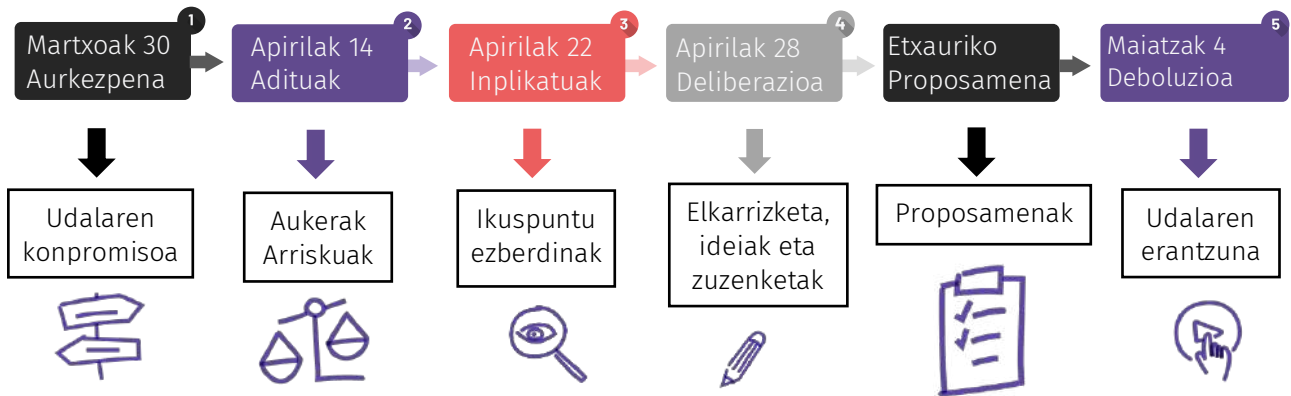 1
Martxoak 30
Aurkezpena
2
Apirilak 14
Adituak
3
Apirilak 22
Inplikatuak
4
Apirilak 28
Deliberazioa
Etxauriko
Proposamena
5
Maiatzak 4
Deboluzioa
Udalaren
konpromisoa
Aukerak
Arriskuak
Ikuspuntu
ezberdinak
Elkarrizketa,
ideiak eta
zuzenketak
Proposamenak
Udalaren
erantzuna